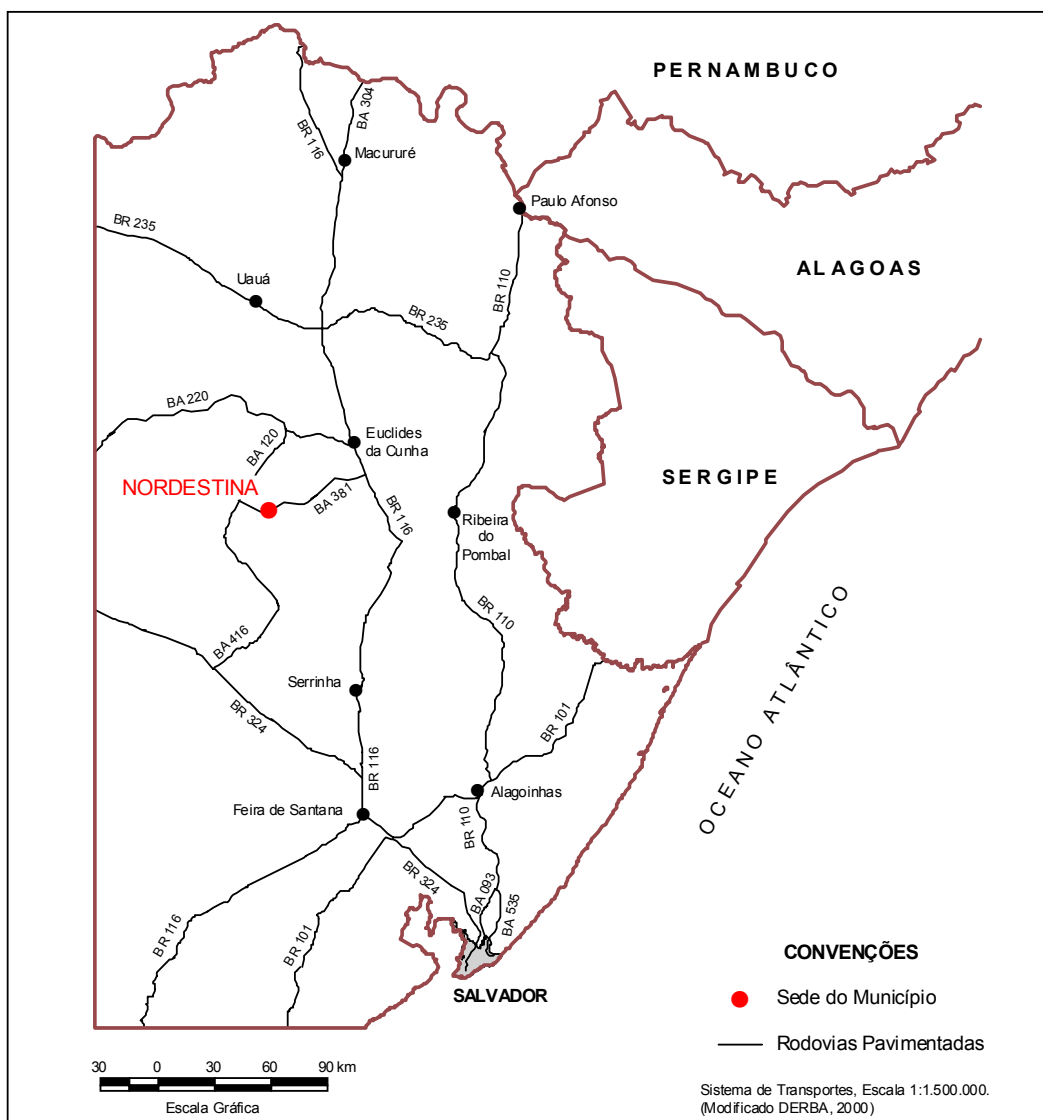 PERNAMBUCO
BA 304
BR 116
Macururé
Paulo Afonso
BR 235
ALAGOAS
Uauá
BR 110
BR 235
BA 220
Euclides
da Cunha
BA 120
SERGIPE
NORDESTINA
BA 381
BR 116
Ribeira
do
Pombal
BR 110
OCEANO ATLÂNTICO
BA 416
Serrinha
BR 324
BR 101
BR 116
Alagoinhas
Feira de Santana
BR 110
BR 324
BA 093
BA 535
BR 116
BR 101
SALVADOR
CONVENÇÕES
Sede do Município
Rodovias Pavimentadas
30 0 30 60 90 km
Escala Gráfica
Sistema de Transportes, Escala 1:1.500.000.
(Modificado DERBA, 2000)